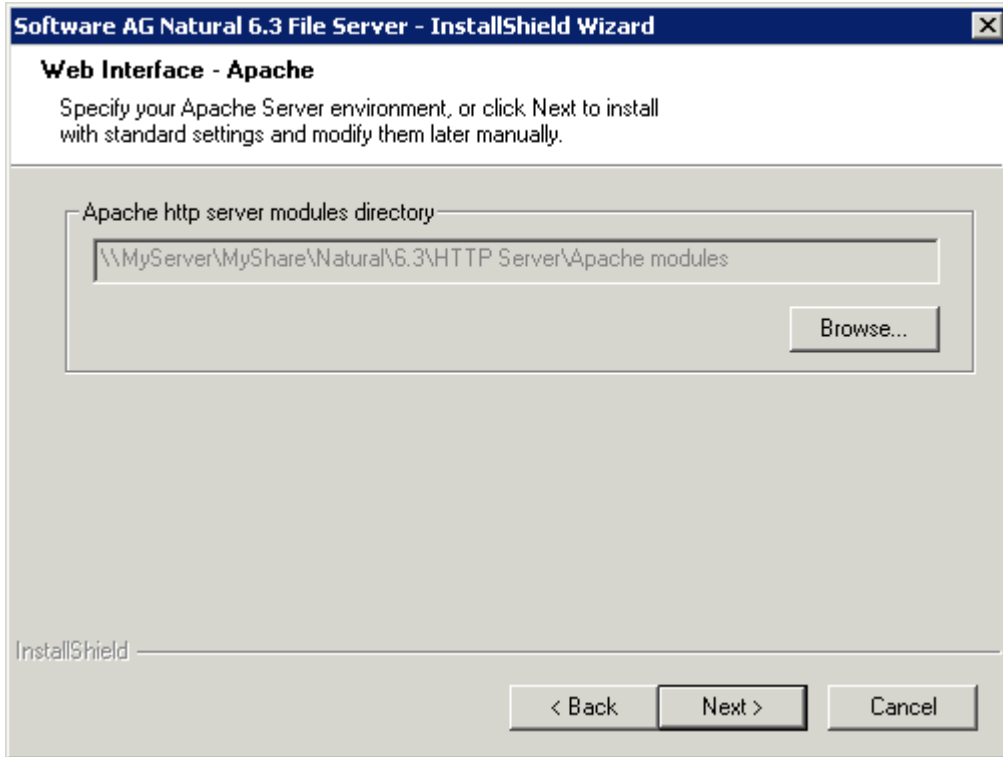 Software AG Natural 6.3 File Server - InstallShield Wizard
Web Interface - Apache
Specify your Apache Server environment, or click Next to install
with standard settings and modify them later manually.
Apache http server modules directory
\\MyServer\MyShare\Natural\6.3\HTTP Server\Apache modules
Browse...
InstallShield
< Back Next > Cancel